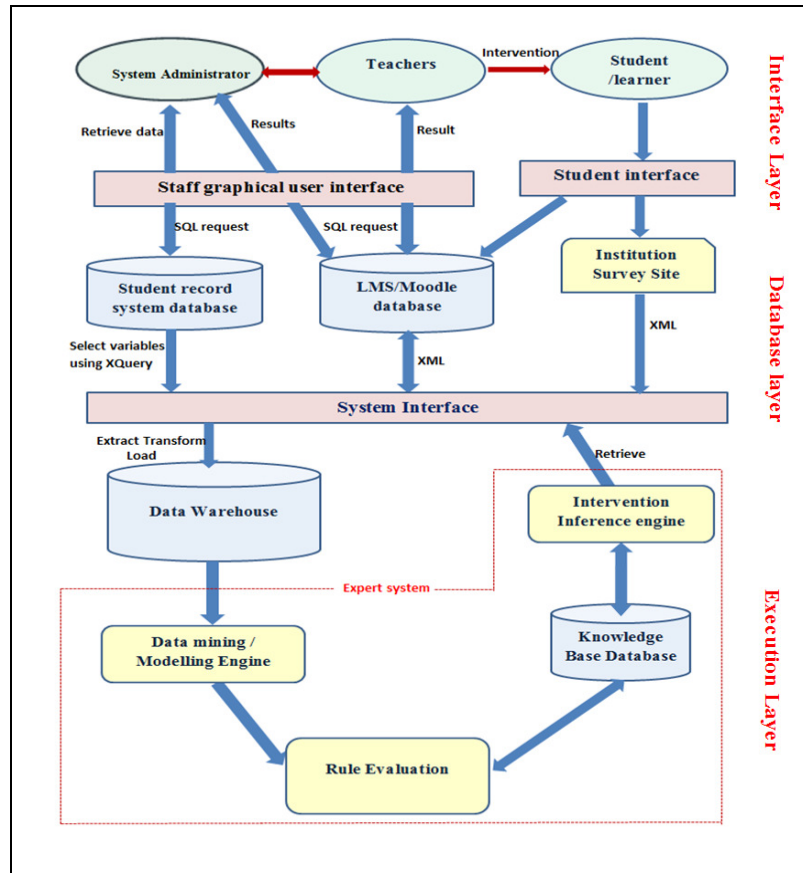 Intervention
System Administrator
Teachers
Student
/learner
Interface Layer
Retrieve data
Results
Result
Staff graphical user interface
Student interface
SQL request
SQL request
Student record
system database
LMS/Moodle
database
Institution
Survey Site
Database layer
Select variables
using XQuery
XML
XML
System Interface
Extract Transform
Load
Retrieve
Data Warehouse
Intervention
Inference engine
Expert system
Execution Layer
Data mining /
Modelling Engine
Knowledge
Base Database
Rule Evaluation